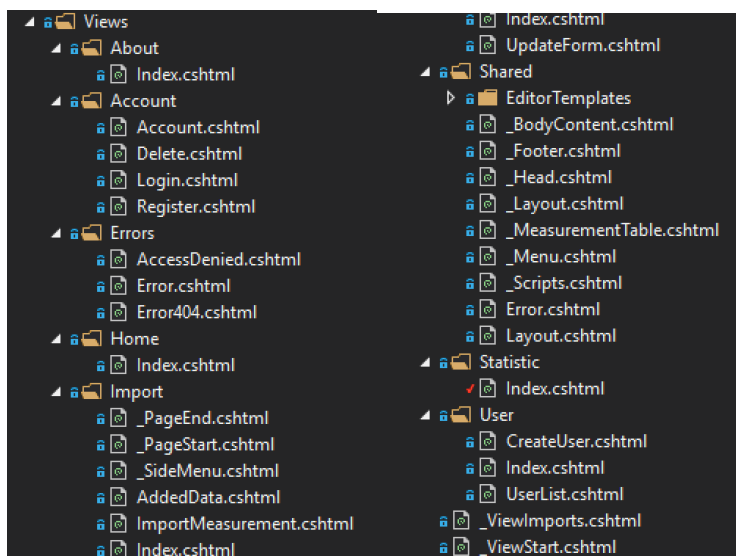 Views
About
Index.cshtml
Account
Account.cshtml
Delete.cshtml
Login.cshtml
Register.cshtml
Errors
AccessDenied.cshtml
Error.cshtml
Error404.cshtml
Home
Index.cshtml
Import
_PageEnd.cshtml
_PageStart.cshtml
_SideMenu.cshtml
AddedData.cshtml
ImportMeasurement.cshtml
Index.cshtml
Index.cshtml
UpdateForm.cshtml
Shared
EditorTemplates
_BodyContent.cshtml
_Footer.cshtml
_Head.cshtml
_Layout.cshtml
_MeasurementTable.cshtml
_Menu.cshtml
_Scripts.cshtml
Error.cshtml
Layout.cshtml
Statistic
Index.cshtml
User
CreateUser.cshtml
Index.cshtml
UserList.cshtml
_ViewImports.cshtml
_ViewStart.cshtml